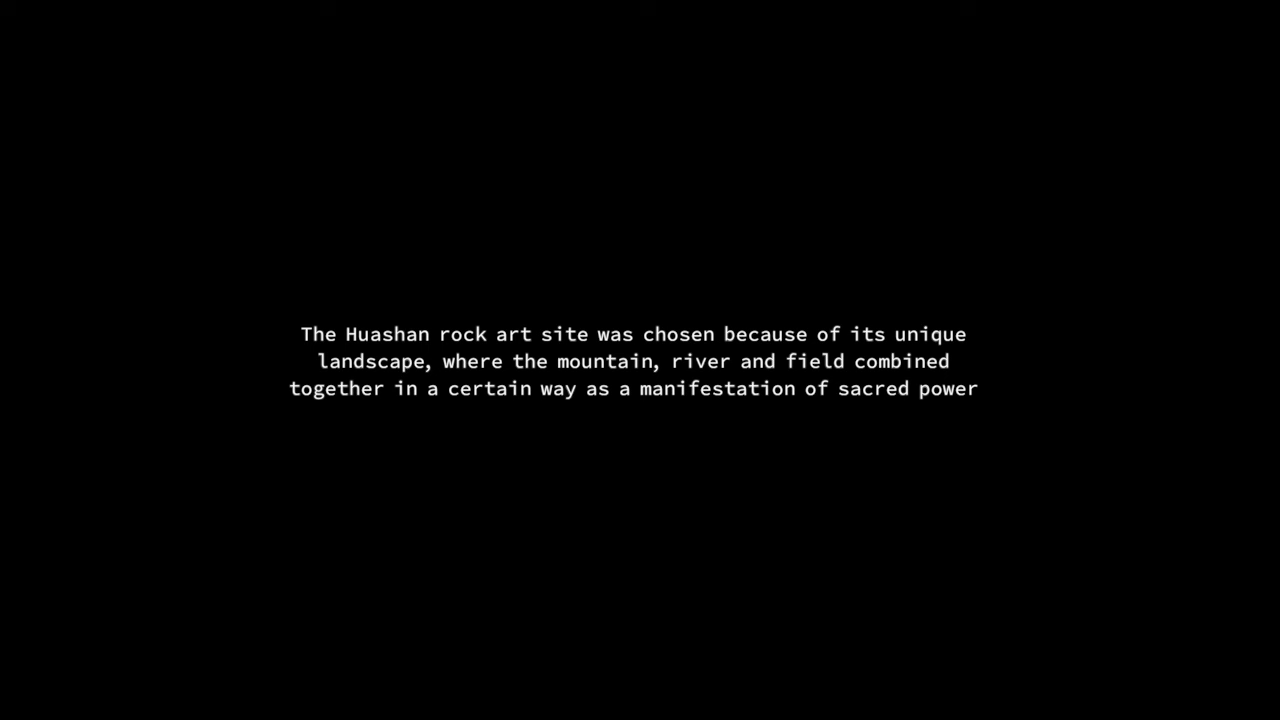 The Huashan rock art site was chosen because of its unique
landscape, where the mountain, river and field combined
together in a certain way as a manifestation of sacred power